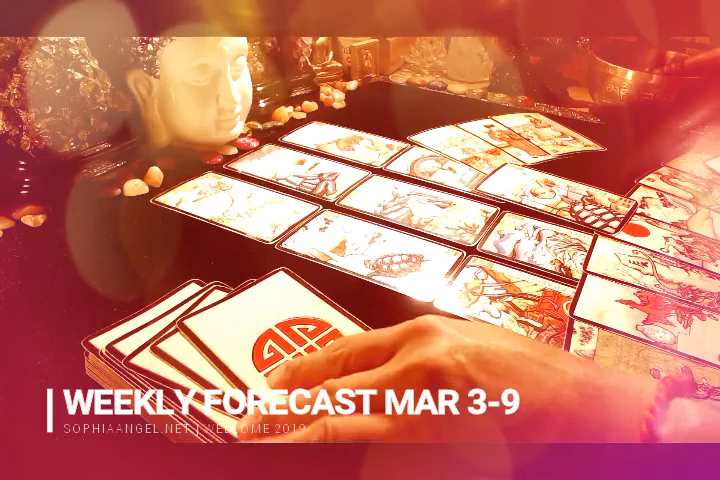 WEEKLY FORECAST MAR 3-9
SOPHIAANGEL.NET | WELCOME 2019